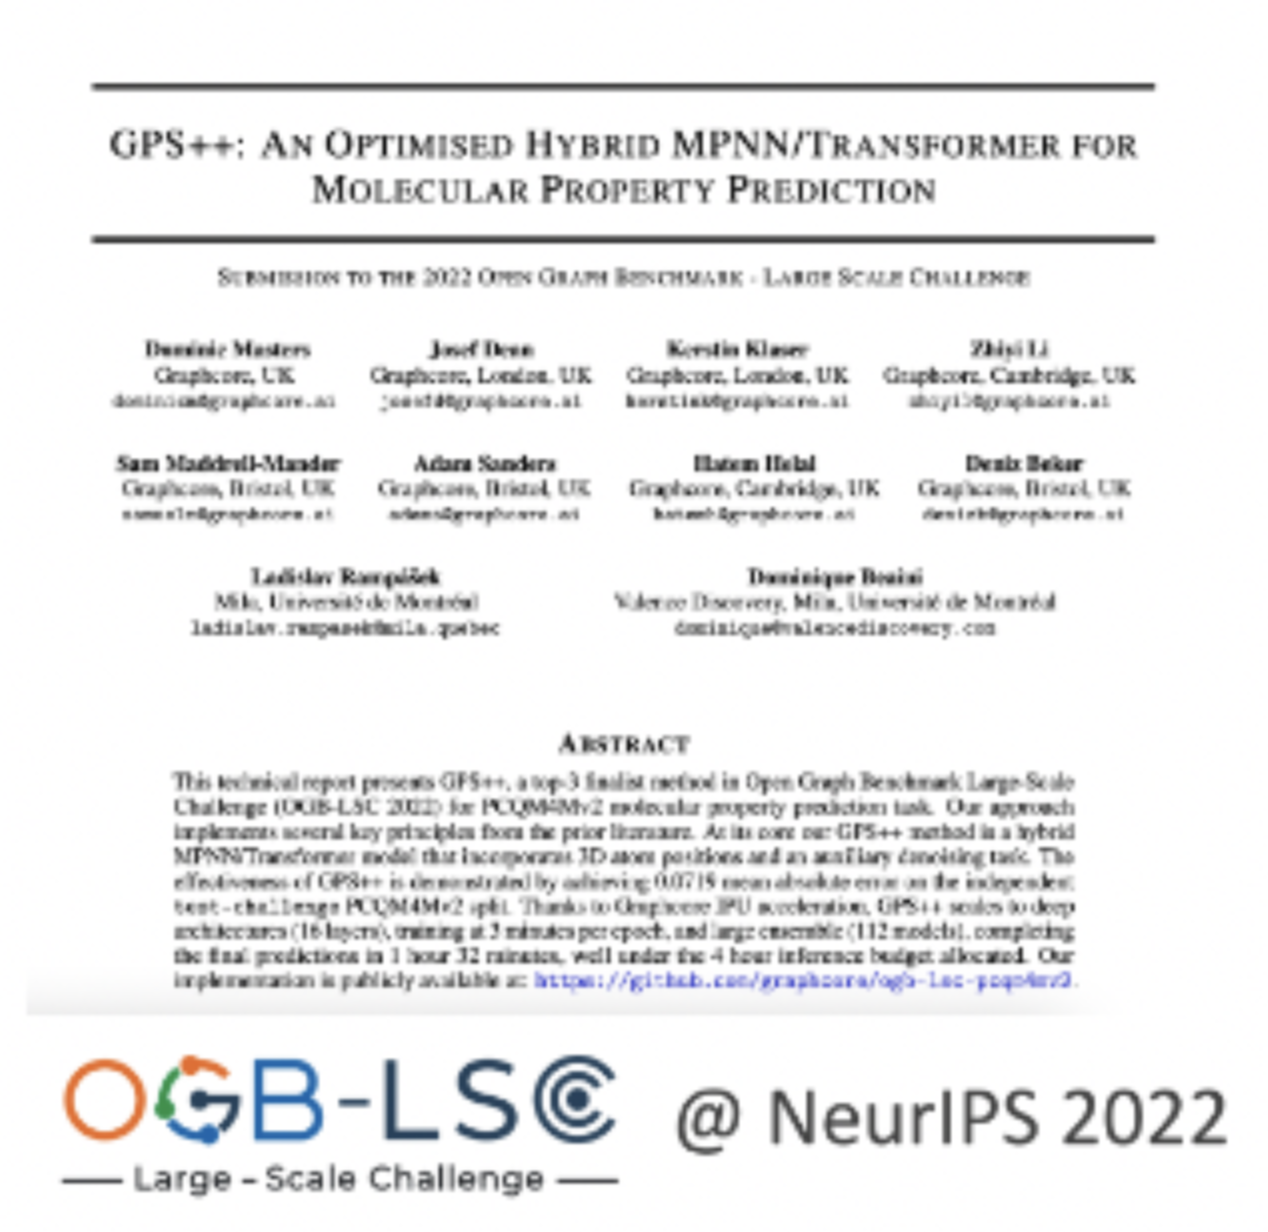 GPS++: AN OPTIMISED HYBRID MPNN/TRANSFORMER FOR
MOLECULAR PROPERTY PREDICTION
SUBMISSION TO THE 2022 OPEN GRAPH BENCHMARK - LARGE SCALE CHALLENGE
Dominic Masters Josef Dean Kerstin Klaser Zhiyi Li
Graphcore, UK Graphcore, London, UK Graphcore, London, UK Graphcore, Cambridge, UK
dominicm@graphcore.ai josefd@graphcore.ai kerstink@graphcore.ai zhiyil@graphcore.ai
Sam Maddrell-Mander Adam Sanders Hatem Helal Deniz Beker
Graphcore, Bristol, UK Graphcore, Bristol, UK Graphcore, Cambridge, UK Graphcore, Bristol, UK
adams@graphcore.ai hatemh@graphcore.ai denizb@graphcore.ai
Ladislav Rampášek Dominique Beaini
Mila, Université de Montréal Valence Discovery, Mila, Université de Montréal
ladislav.rampasek@mila.quebec dominique@valencediscovery.com
ABSTRACT
This technical report presents GPS++, a top-3 finalist method in Open Graph Benchmark Large-Scale
Challenge (OGB-LSC 2022) for PCQM4Mv2 molecular property prediction task. Our approach
implements several key principles from the prior literature. At its core our GPS++ method is a hybrid
MPNN/Transformer model that incorporates 3D atom positions and an auxiliary denoising task. The
effectiveness of GPS++ is demonstrated by achieving 0.0719 mean absolute error on the independent
test-challenge PCQM4Mv2 split. Thanks to Graphcore IPU acceleration, GPS++ scales to deep
architectures (16 layers), training at 3 minutes per epoch, and large ensemble (112 models), completing
the final predictions in 1 hour 32 minutes, well under the 4 hour inference budget allocated. Our
implementation is publicly available at: https://github.com/graphcore/ogb-lsc-pcqm4mv2.
OGB-LSC @ NeurIPS 2022
Large-Scale Challenge